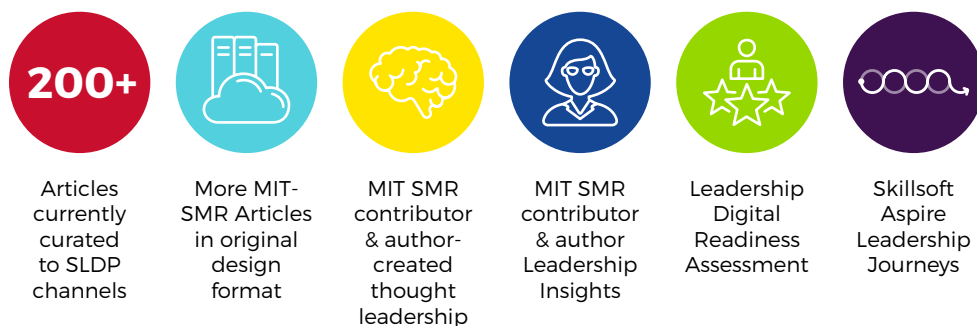 200+
Articles
currently
curated
to SLDP
channels
More MIT-
SMR Articles
in original
design
format
MIT SMR
contributor
& author-
created
thought
leadership
MIT SMR
contributor
& author
Leadership
Insights
Leadership
Digital
Readiness
Assessment
Skillsoft
Aspire
Leadership
Journeys